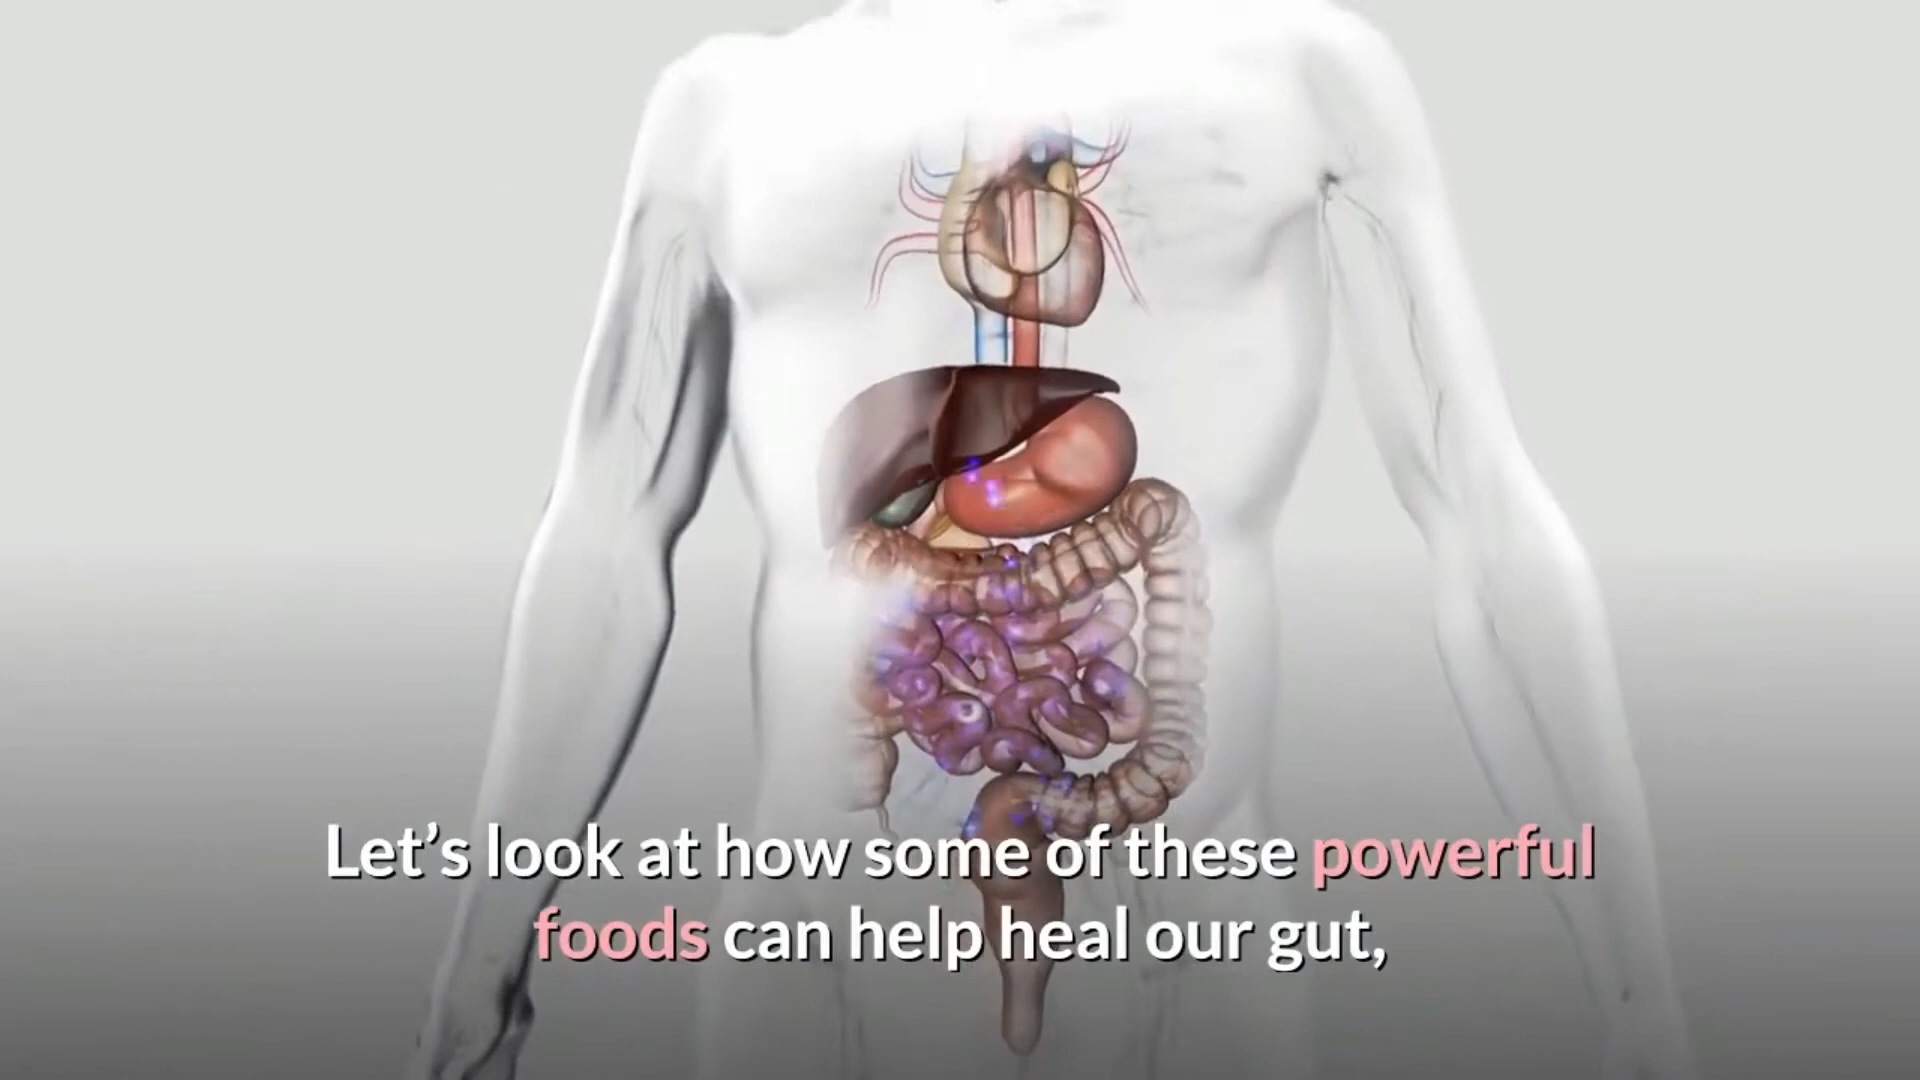 Let’s look at how some of these powerful
foods can help heal our gut,